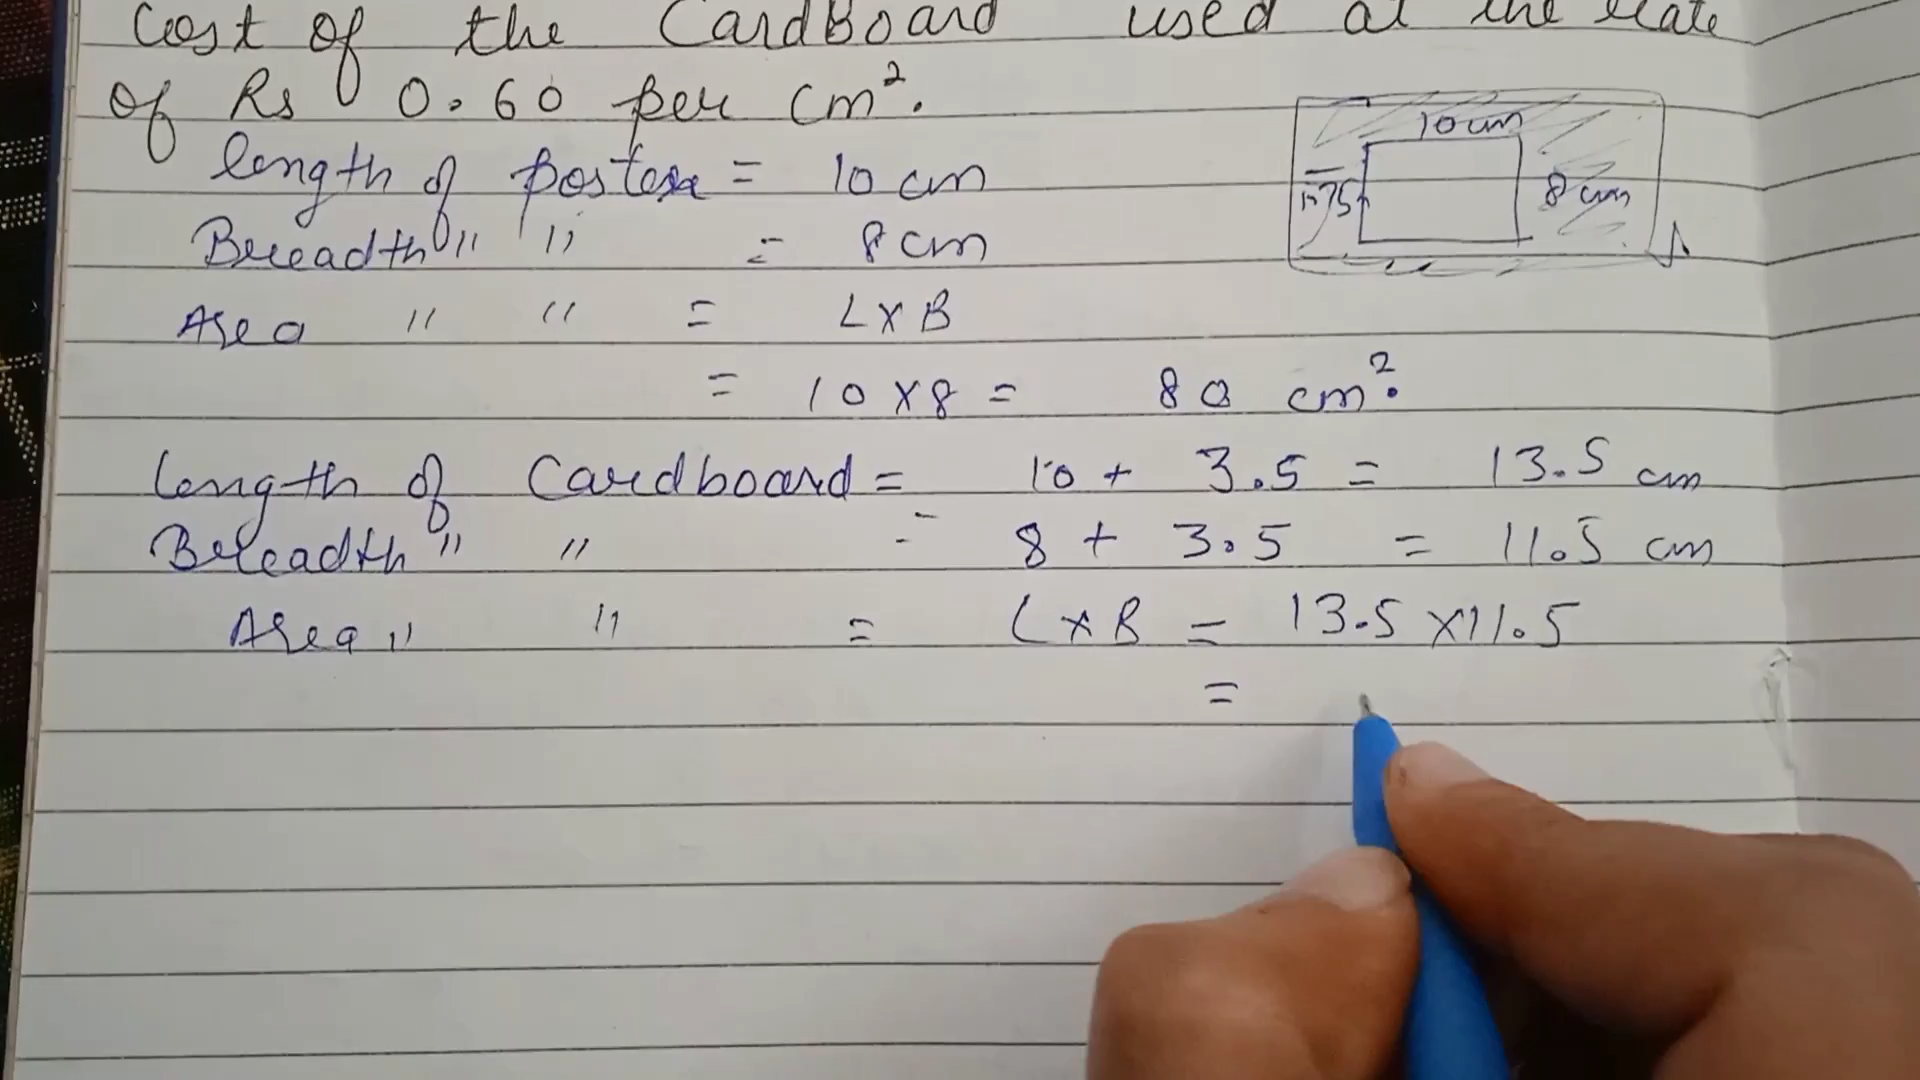 Cost of the CardBoard used at the rate
of Rs 0.60 per cm².
10 cm
1.75
8 cm
length of poster = 10 cm
Breadth " " = 8 cm
Area " " = L x B
= 10 x 8 = 80 cm².
length of Cardboard = 10 + 3.5 = 13.5 cm
Breadth " " = 8 + 3.5 = 11.5 cm
Area " " = L x B = 13.5 x 11.5
=